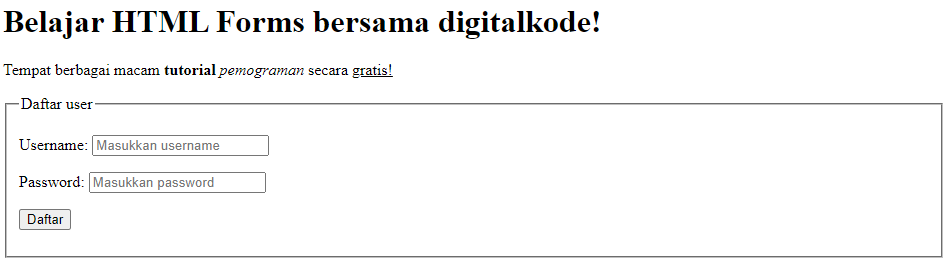 Belajar HTML Forms bersama digitalkode!
Tempat berbagai macam tutorial pemograman secara gratis!
Daftar user
Username: Masukkan username
Password: Masukkan password
Daftar